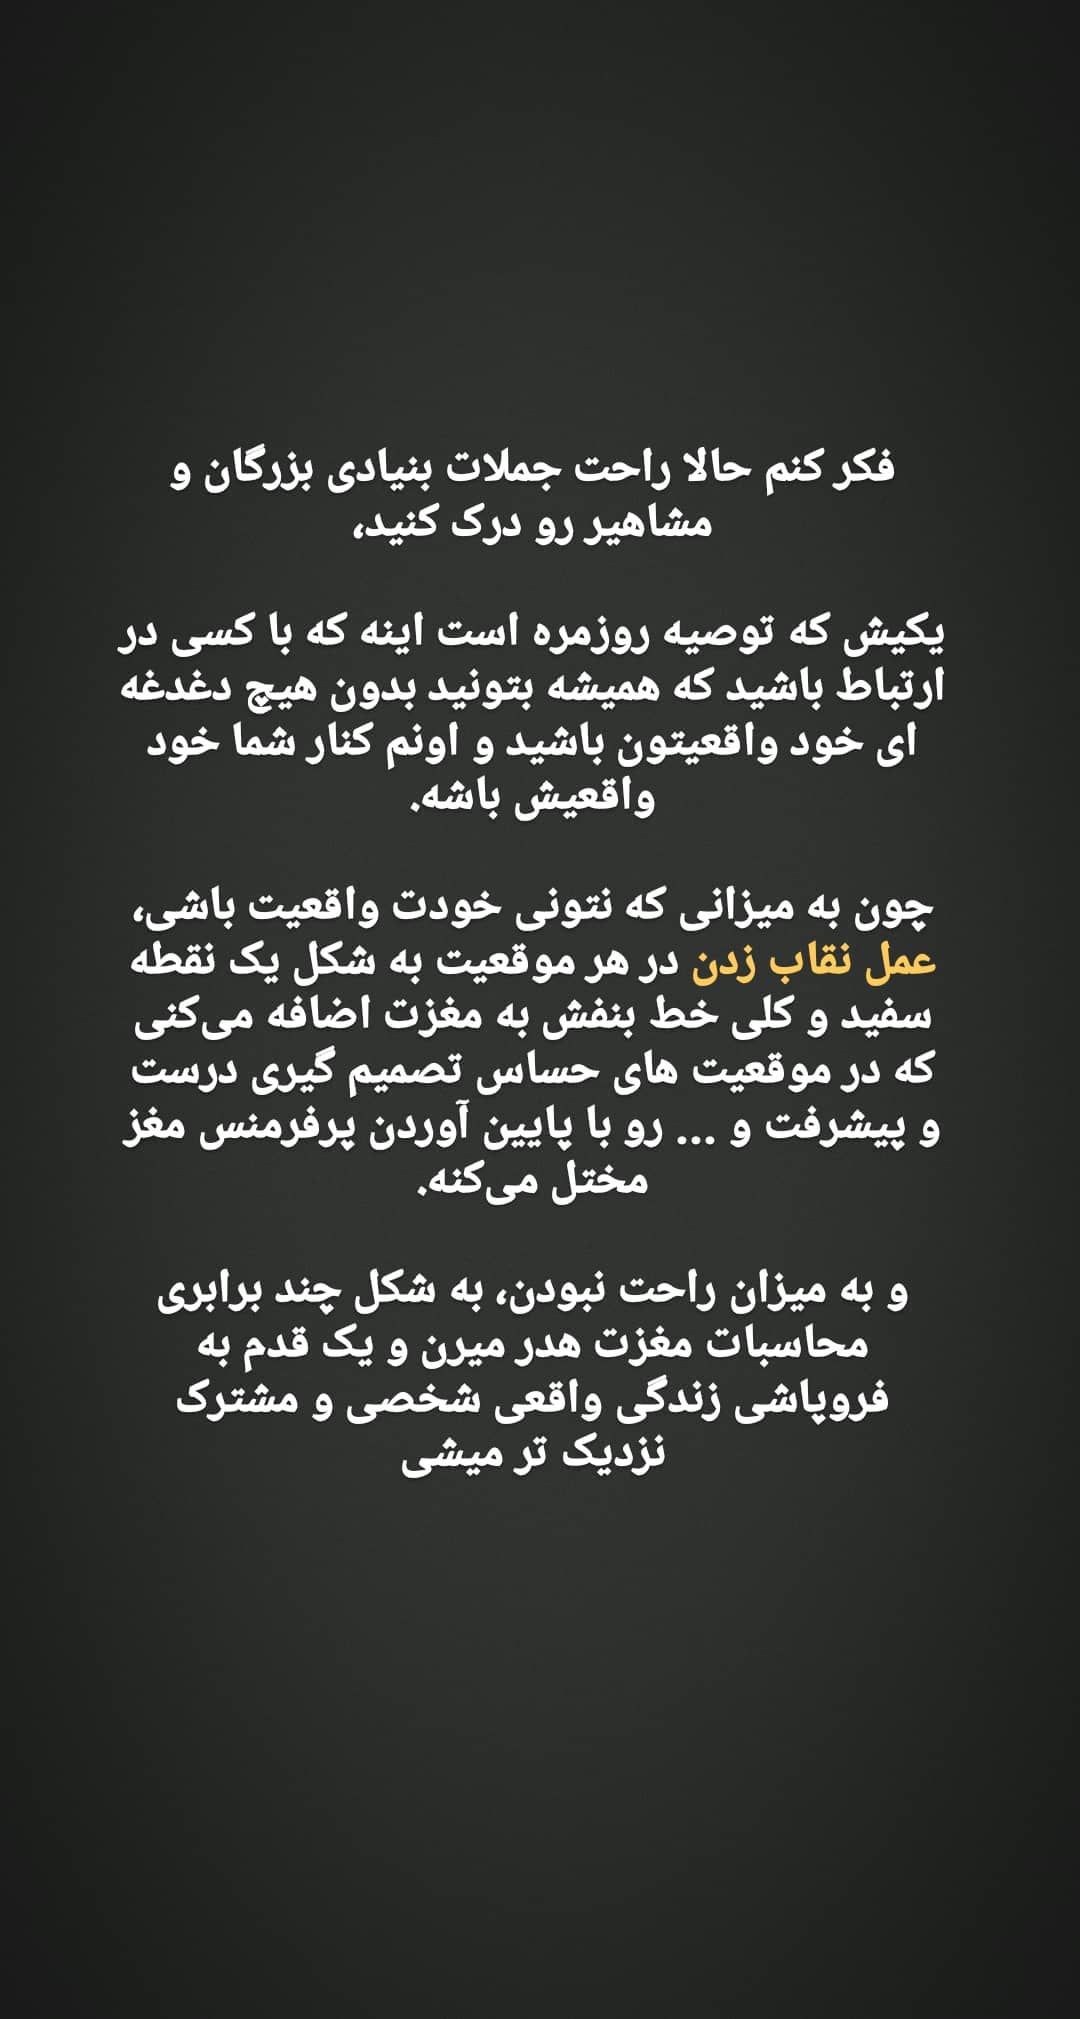 فکر کنم حالا راحت جملات بنیادی بزرگان و
مشاهیر رو درک کنید،
یکیش که توصیه روزمره است اینه که با کسی در
ارتباط باشید که همیشه بتونید بدون هیچ دغدغه
ای خود واقعیتون باشید و اونم کنار شما خود
واقعیش باشه.
چون به میزانی که نتونی خودت واقعیت باشی،
عمل نقاب زدن در هر موقعیت به شکل یک نقطه
سفید و کلی خط بنفش به مغزت اضافه می‌کنی
که در موقعیت های حساس تصمیم گیری درست
و پیشرفت و ... رو با پایین آوردن پرفرمنس مغز
مختل می‌کنه.
و به میزان راحت نبودن، به شکل چند برابری
محاسبات مغزت هدر میرن و یک قدم به
فروپاشی زندگی واقعی شخصی و مشترک
نزدیک تر میشی